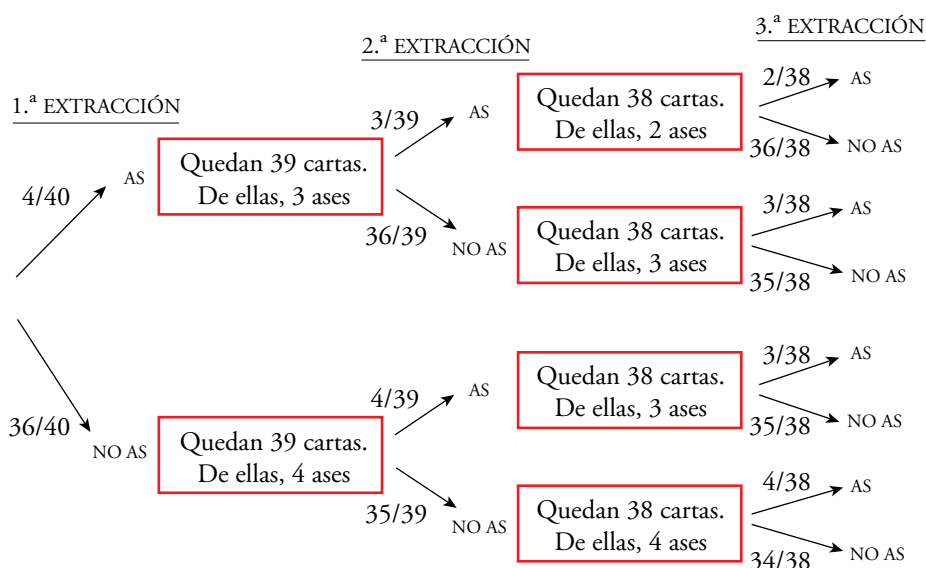 1.ª EXTRACCIÓN
2.ª EXTRACCIÓN
3.ª EXTRACCIÓN
4/40
AS
Quedan 39 cartas.
De ellas, 3 ases
3/39
AS
Quedan 38 cartas.
De ellas, 2 ases
2/38
AS
36/38
NO AS
36/39
NO AS
Quedan 38 cartas.
De ellas, 3 ases
3/38
AS
35/38
NO AS
36/40
NO AS
Quedan 39 cartas.
De ellas, 4 ases
4/39
AS
Quedan 38 cartas.
De ellas, 3 ases
3/38
AS
35/38
NO AS
35/39
NO AS
Quedan 38 cartas.
De ellas, 4 ases
4/38
AS
34/38
NO AS